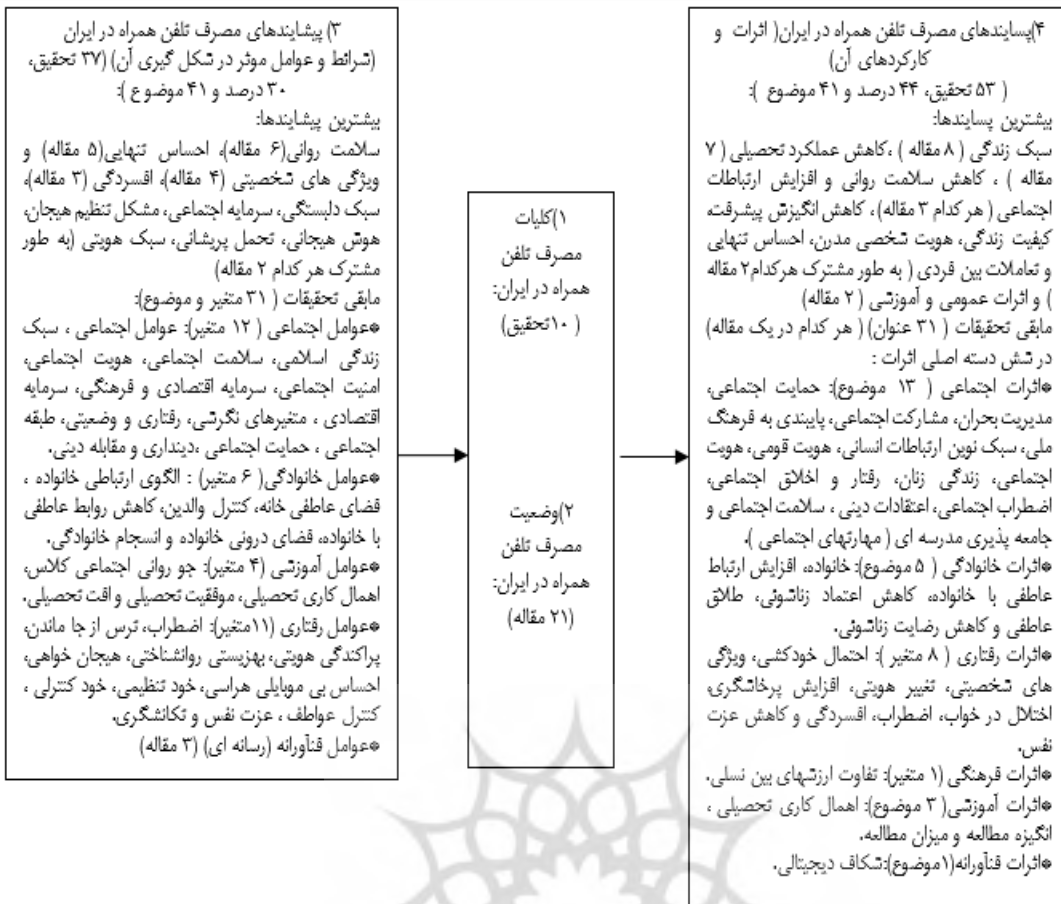 ۳) پیشایندهای مصرف تلفن همراه در ایران
(شرائط و عوامل موثر در شکل گیری آن) (۳۷ تحقیق،
۳۰ درصد و ۴۱ موضوع ):
بیشترین پیشایندها:
سلامت روانی(۶ مقاله)، احساس تنهایی(۵ مقاله) و
ویژگی های شخصیتی (۴ مقاله)، افسردگی (۳ مقاله)،
سبک دلبستگی، سرمایه اجتماعی، مشکل تنظیم هیجان،
هوش هیجانی، تحمل پریشانی، سبک هویتی (به طور
مشترک هر کدام ۲ مقاله)
مابقی تحقیقات ( ۳۱ متغیر و موضوع):
*عوامل اجتماعی ( ۱۲ متغیر): عوامل اجتماعی ، سبک
زندگی اسلامی، سلامت اجتماعی، هویت اجتماعی،
امنیت اجتماعی، سرمایه اقتصادی و فرهنگی، سرمایه
اقتصادی ، متغیرهای نگرشی، رفتاری و وضعیتی، طبقه
اجتماعی ، حمایت اجتماعی ،دینداری و مقابله دینی.
*عوامل خانوادگی( ۶ متغیر) : الگوی ارتباطی خانواده ،
فضای عاطفی خانه، کنترل والدین، کاهش روابط عاطفی
با خانواده، فضای درونی خانواده و انسجام خانوادگی.
*عوامل آموزشی (۴ متغیر): جو روانی اجتماعی کلاس،
اهمال کاری تحصیلی، موفقیت تحصیلی و افت تحصیلی.
*عوامل رفتاری (۱۱متغیر): اضطراب، ترس از جا ماندن،
پراکندگی هویتی، بهزیستی روانشناختی، هیجان خواهی،
احساس بی موبایلی هراسی، خود تنظیمی، خود کنترلی ،
کنترل عواطف ، عزت نفس و تکانشگری.
*عوامل فنآورانه (رسانه ای) (۳ مقاله)
۱)کلیات
مصرف تلفن
همراه در ایران:
( ۱۰تحقیق)
۲)وضعیت
مصرف تلفن
همراه در ایران:
(۲۱ مقاله)
۴)پسایندهای مصرف تلفن همراه در ایران( اثرات و
کارکردهای آن)
( ۵۳ تحقیق، ۴۴ درصد و ۴۱ موضوع ):
بیشترین پسایندها:
سبک زندگی ( ۸ مقاله ) ،کاهش عملکرد تحصیلی ( ۷
مقاله ) ، کاهش سلامت روانی و افزایش ارتباطات
اجتماعی ( هر کدام ۳ مقاله)، کاهش انگیزش پیشرفت،
کیفیت زندگی، هویت شخصی مدرن، احساس تنهایی
و تعاملات بین فردی ( به طور مشترک هرکدام۲ مقاله
) و اثرات عمومی و آموزشی ( ۲ مقاله)
مابقی تحقیقات ( ۳۱ عنوان) ( هر کدام در یک مقاله)
در شش دسته اصلی اثرات :
*اثرات اجتماعی ( ۱۳ موضوع): حمایت اجتماعی،
مدیریت بحران، مشارکت اجتماعی، پایبندی به فرهنگ
ملی، سبک نوین ارتباطات انسانی، هویت قومی، هویت
اجتماعی، زندگی زنان، رفتار و اخلاق اجتماعی،
اضطراب اجتماعی، اعتقادات دینی ، سلامت اجتماعی و
جامعه پذیری مدرسه ای ( مهارتهای اجتماعی ).
*اثرات خانوادگی ( ۵ موضوع): خانواده، افزایش ارتباط
عاطفی با خانواده، کاهش اعتماد زناشوئی، طلاق
عاطفی و کاهش رضایت زناشوئی.
*اثرات رفتاری ( ۸ متغیر ): احتمال خودکشی، ویژگی
های شخصیتی، تغییر هویتی، افزایش پرخاشگری،
اختلال در خواب، اضطراب، افسردگی و کاهش عزت
نفس.
*اثرات فرهنگی (۱ متغیر): تفاوت ارزشهای بین نسلی.
*اثرات آموزشی( ۳ موضوع): اهمال کاری تحصیلی ،
انگیزه مطالعه و میزان مطالعه.
*اثرات فنآورانه(۱موضوع):شکاف دیجیتالی.